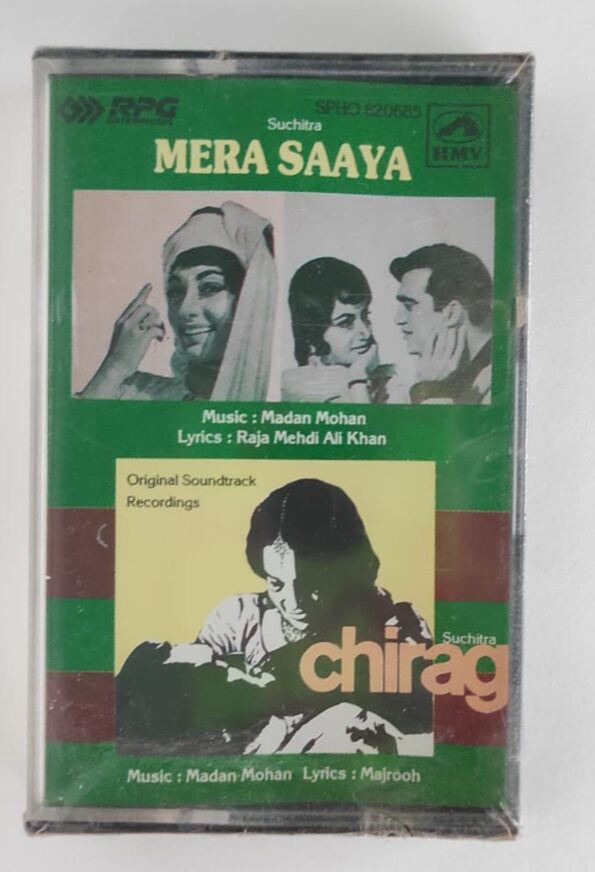 RPG
ENTERPRISES
SPHO 820685
HMV
Suchitra
MERA SAAYA
Music : Madan Mohan
Lyrics : Raja Mehdi Ali Khan
Original Soundtrack
Recordings
Suchitra
chirag
Music : Madan Mohan Lyrics : Majrooh